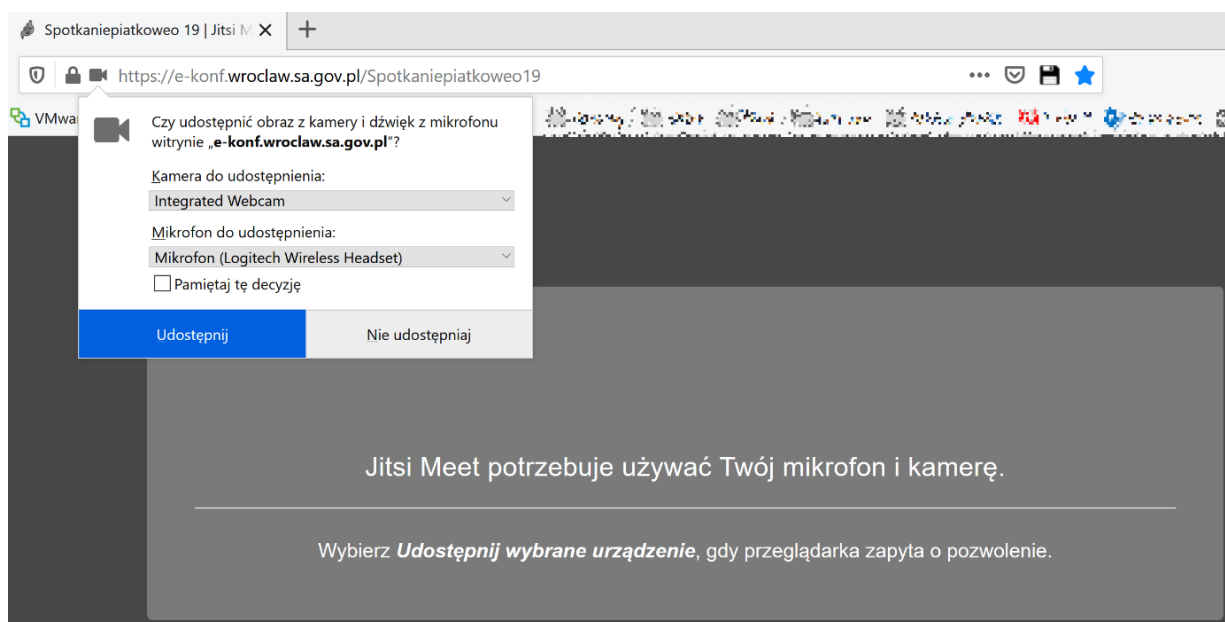 Spotkaniepiatkoweo 19 | Jitsi M
https://e-konf.wroclaw.sa.gov.pl/Spotkaniepiatkoweo19
VMwa
Czy udostępnić obraz z kamery i dźwięk z mikrofonu
witrynie „e-konf.wroclaw.sa.gov.pl”?
Kamera do udostępnienia:
Integrated Webcam
Mikrofon do udostępnienia:
Mikrofon (Logitech Wireless Headset)
Pamiętaj tę decyzję
Udostępnij
Nie udostępniaj
Jitsi Meet potrzebuje używać Twój mikrofon i kamerę.
Wybierz Udostępnij wybrane urządzenie, gdy przeglądarka zapyta o pozwolenie.